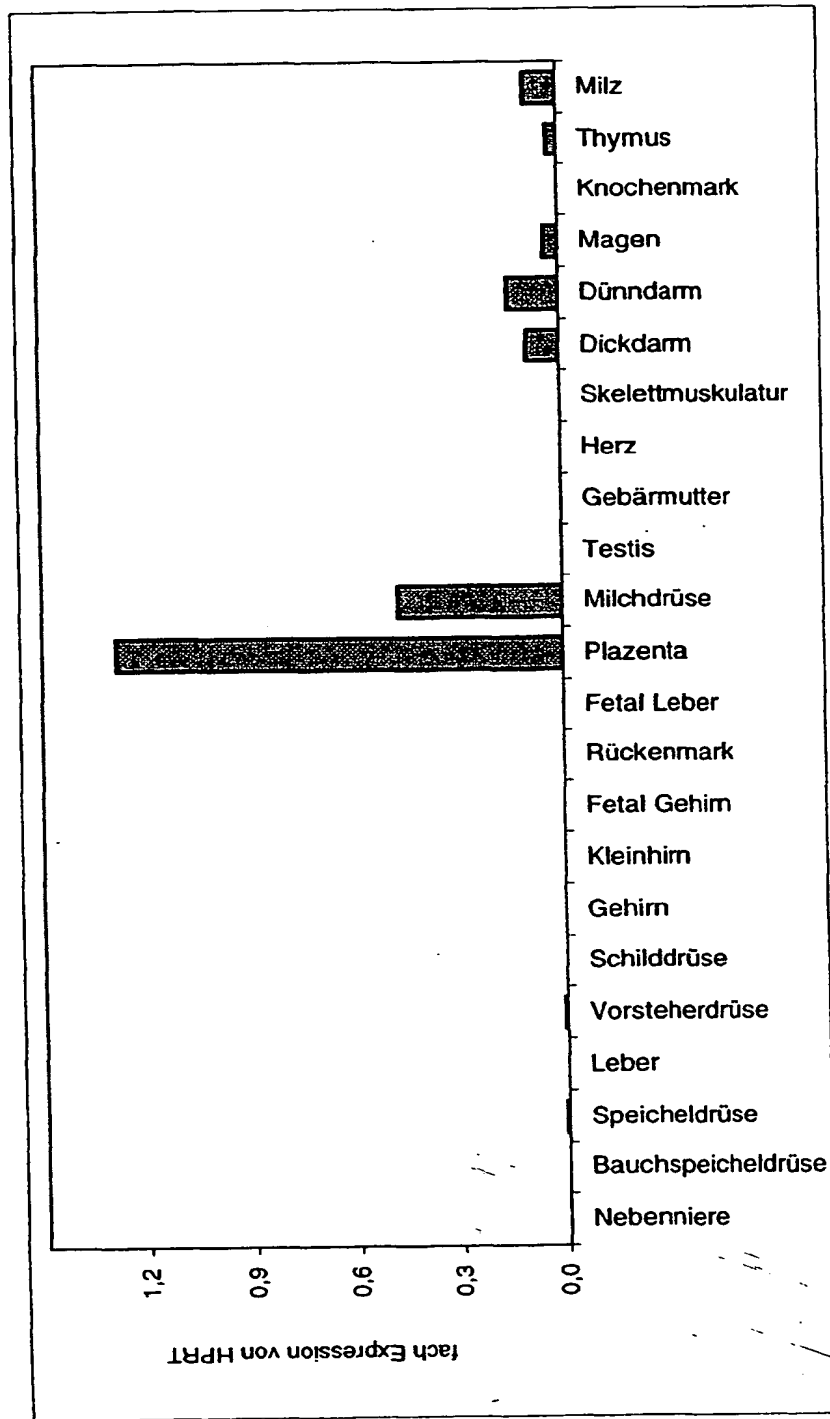 Milz
Thymus
Knochenmark
Magen
Dünndarm
Dickdarm
Skelettmuskulatur
Herz
Gebärmutter
Testis
Milchdrüse
Plazenta
Fetal Leber
Rückenmark
Fetal Gehirn
Kleinhirn
Gehirn
Schilddrüse
Vorsteherdrüse
Leber
Speicheldrüse
Bauchspeicheldrüse
Nebenniere
1,2
0,9
0,6
0,3
0,0
fach Expression von HPRT